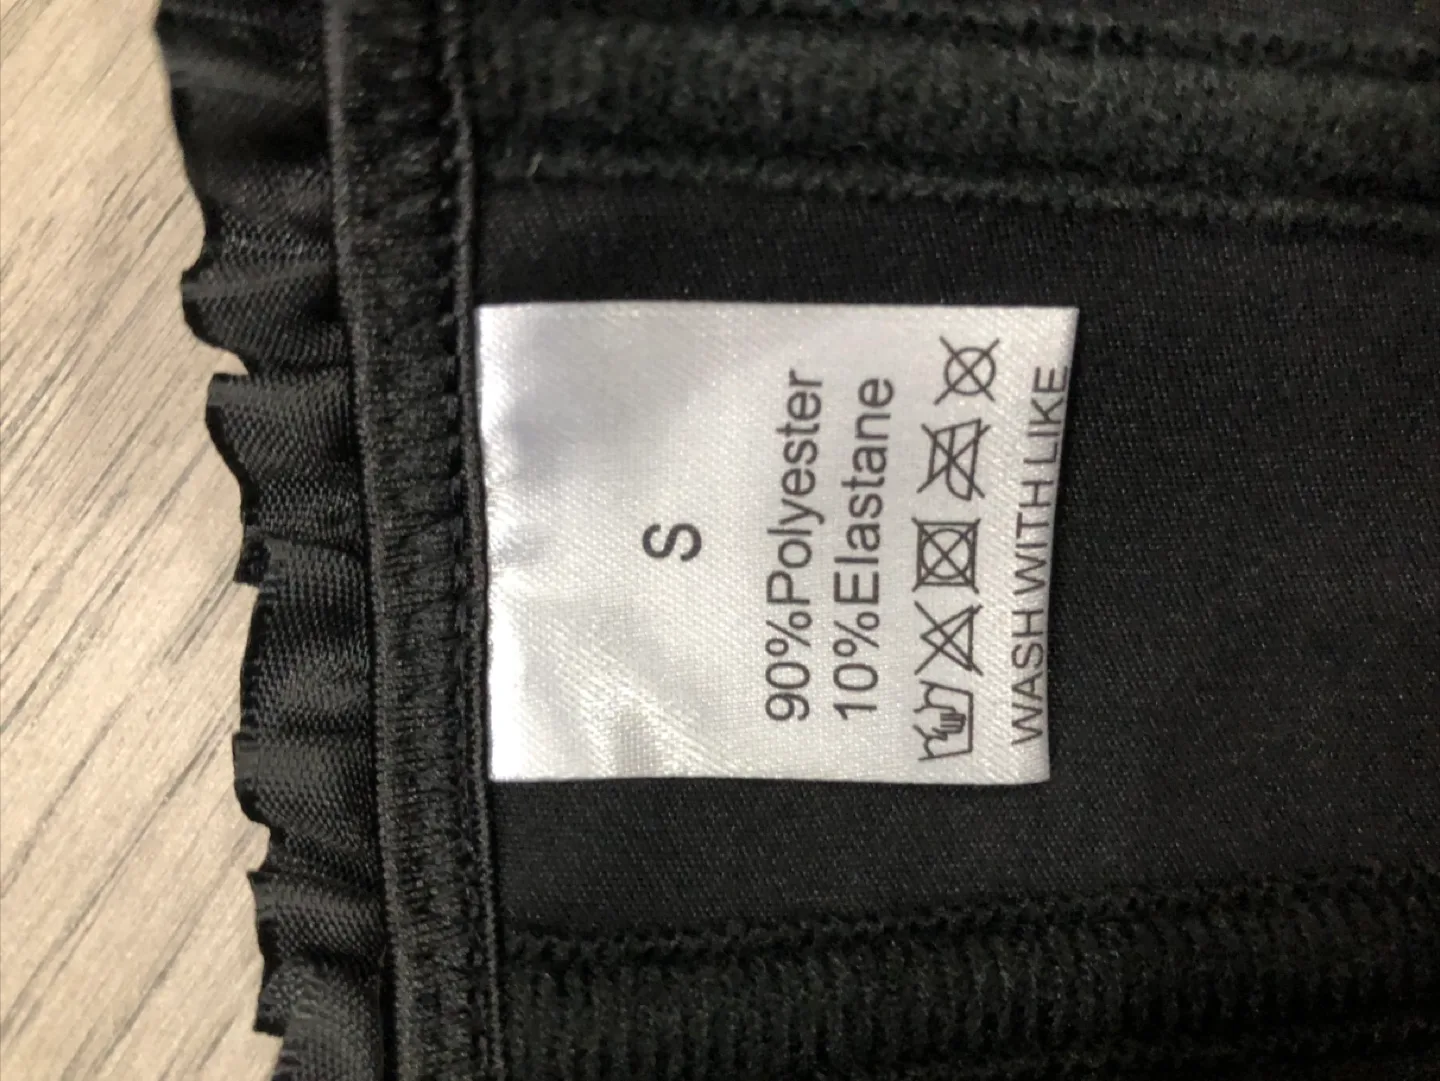 S
90%Polyester
10%Elastane
WASH WITH LIKE